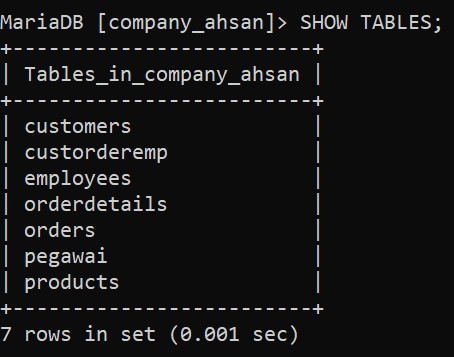 MariaDB [company_ahsan]> SHOW TABLES;
+--------------------------+
| Tables_in_company_ahsan |
+--------------------------+
| customers |
| custorderemp |
| employees |
| orderdetails |
| orders |
| pegawai |
| products |
+--------------------------+
7 rows in set (0.001 sec)